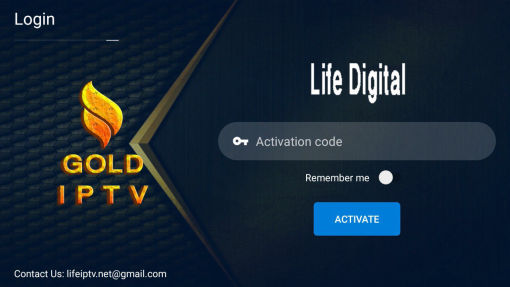 Login
GOLD
IPTV
Life Digital
Activation code
Remember me
ACTIVATE
Contact Us: lifeiptv.net@gmail.com